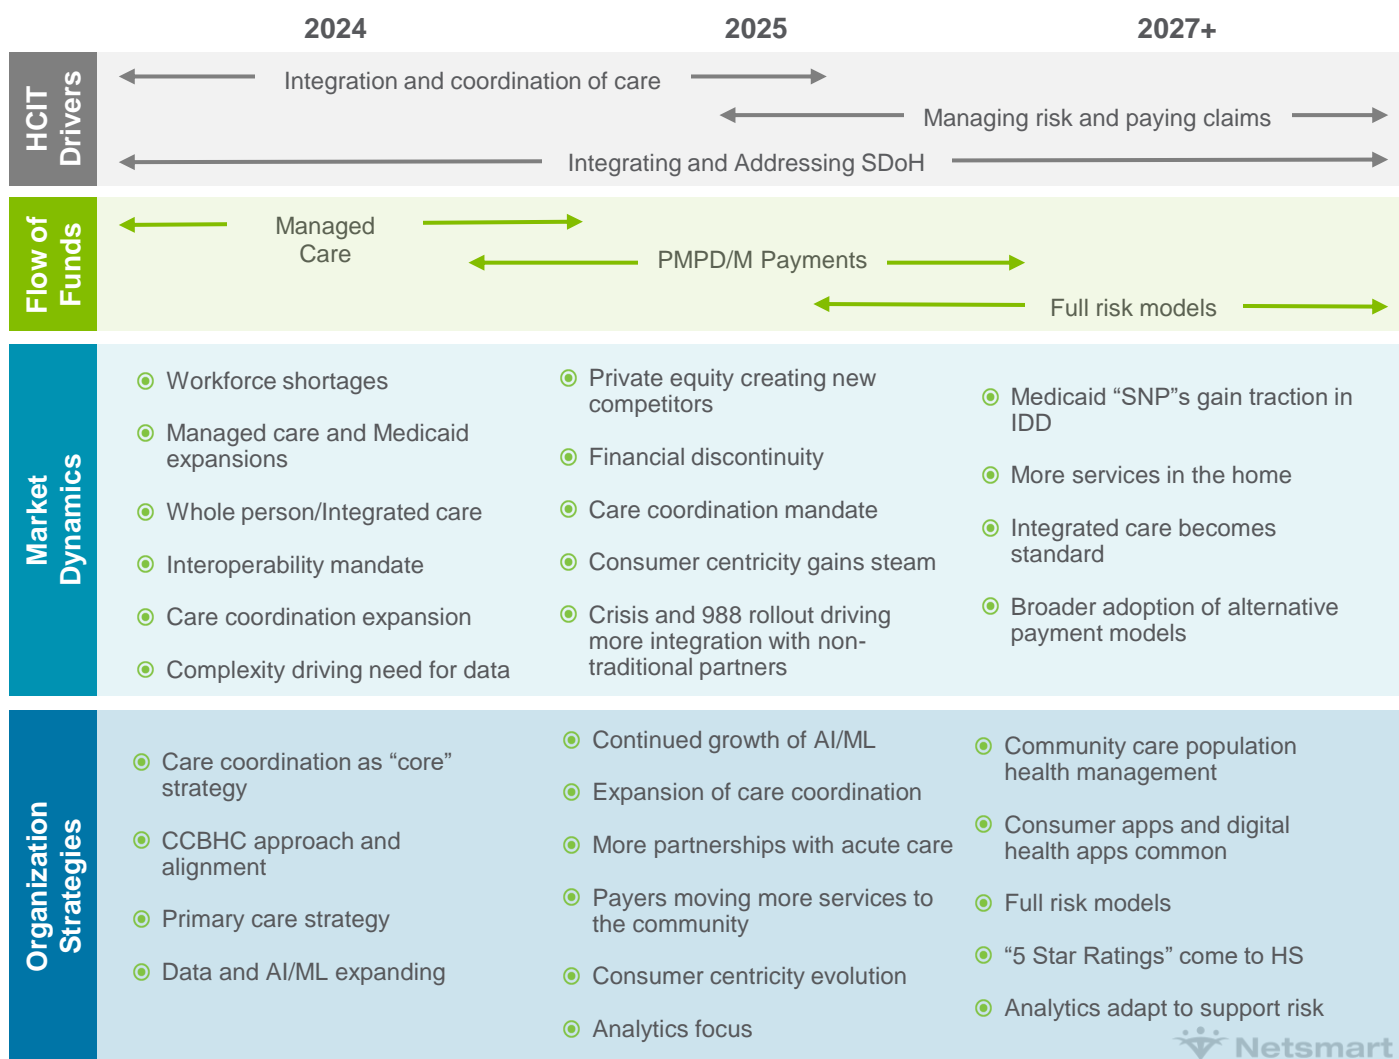 2024
2025
2027+
HCIT
Drivers
Integration and coordination of care
Managing risk and paying claims
Integrating and Addressing SDoH
Flow of
Funds
Managed
Care
PMPD/M Payments
Full risk models
Market
Dynamics
Workforce shortages
Managed care and Medicaid
expansions
Whole person/Integrated care
Interoperability mandate
Care coordination expansion
Complexity driving need for data
Private equity creating new
competitors
Financial discontinuity
Care coordination mandate
Consumer centricity gains steam
Crisis and 988 rollout driving
more integration with non-
traditional partners
Medicaid “SNP”s gain traction in
IDD
More services in the home
Integrated care becomes
standard
Broader adoption of alternative
payment models
Organization
Strategies
Care coordination as “core”
strategy
CCBHC approach and
alignment
Primary care strategy
Data and AI/ML expanding
Continued growth of AI/ML
Expansion of care coordination
More partnerships with acute care
Payers moving more services to
the community
Consumer centricity evolution
Analytics focus
Community care population
health management
Consumer apps and digital
health apps common
Full risk models
“5 Star Ratings” come to HS
Analytics adapt to support risk
Netsmart